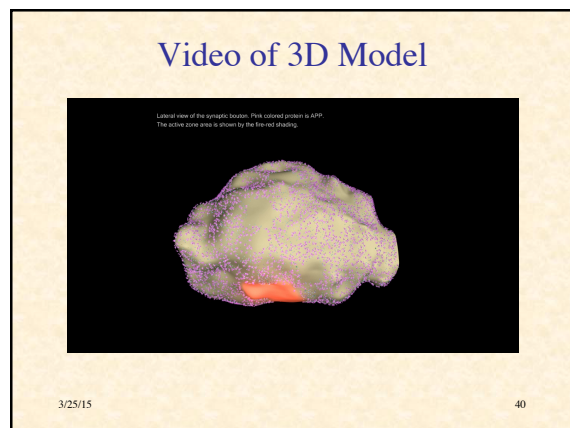 Video of 3D Model
Lateral view of the synaptic bouton. Pink colored protein is APP.
The active zone area is shown by the fire-red shading.
3/25/15
40